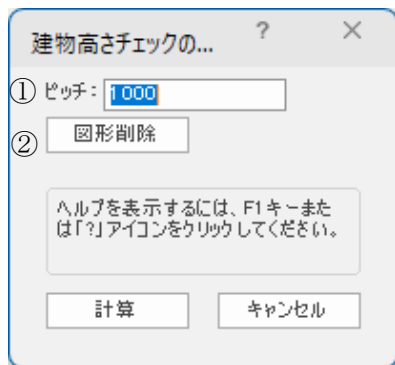 建物高さチェックの... ? ×
① ピッチ: 1000
② 図形削除
ヘルプを表示するには、F1キーまた
は「?」アイコンをクリックしてください。
計算 キャンセル